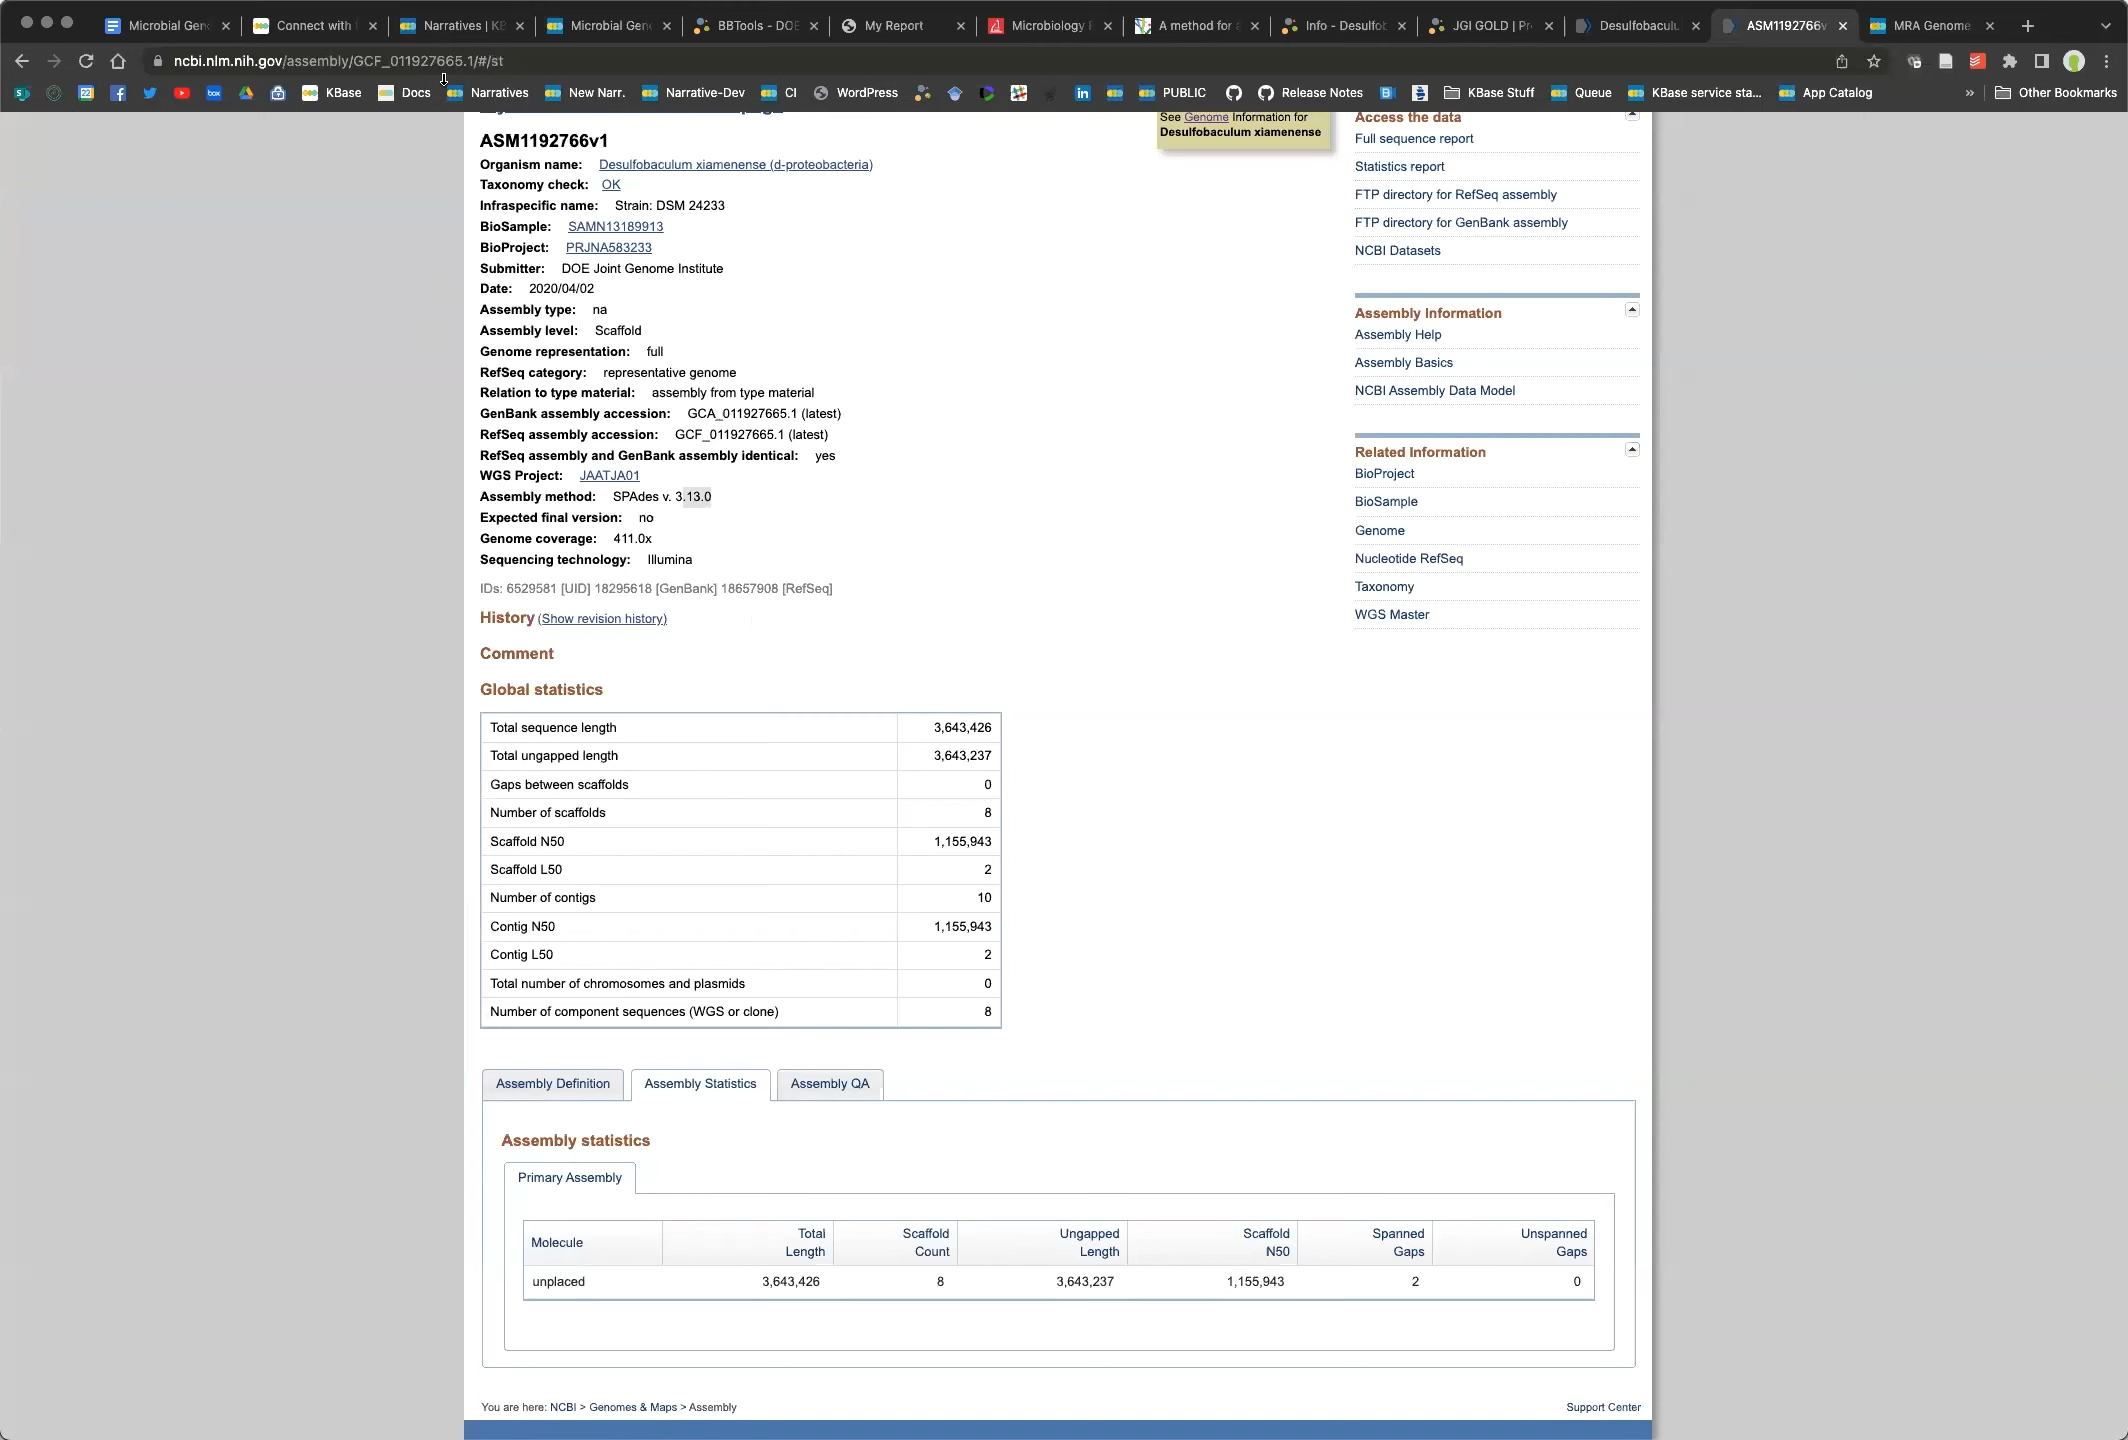 Microbial Gen
Connect with
Narratives | KB
Microbial Geno
BBTools - DOE
My Report
Microbiology
A method for a
Info - Desulfob
JGI GOLD | Pr
Desulfobaculu
ASM1192766v
MRA Genome
ncbi.nlm.nih.gov/assembly/GCF_011927665.1/#/st
KBase
Docs
Narratives
New Narr.
Narrative-Dev
CI
WordPress
PUBLIC
Release Notes
KBase Stuff
Queue
KBase service sta...
App Catalog
»
Other Bookmarks
ASM1192766v1
Organism name: Desulfobaculum xiamenense (d-proteobacteria)
Taxonomy check: OK
Infraspecific name: Strain: DSM 24233
BioSample: SAMN13189913
BioProject: PRJNA583233
Submitter: DOE Joint Genome Institute
Date: 2020/04/02
Assembly type: na
Assembly level: Scaffold
Genome representation: full
RefSeq category: representative genome
Relation to type material: assembly from type material
GenBank assembly accession: GCA_011927665.1 (latest)
RefSeq assembly accession: GCF_011927665.1 (latest)
RefSeq assembly and GenBank assembly identical: yes
WGS Project: JAATJA01
Assembly method: SPAdes v. 3.13.0
Expected final version: no
Genome coverage: 411.0x
Sequencing technology: Illumina
IDs: 6529581 [UID] 18295618 [GenBank] 18657908 [RefSeq]
History (Show revision history)
Comment
Global statistics
Total sequence length 3,643,426
Total ungapped length 3,643,237
Gaps between scaffolds 0
Number of scaffolds 8
Scaffold N50 1,155,943
Scaffold L50 2
Number of contigs 10
Contig N50 1,155,943
Contig L50 2
Total number of chromosomes and plasmids 0
Number of component sequences (WGS or clone) 8
See Genome Information for
Desulfobaculum xiamenense
Access the data
Full sequence report
Statistics report
FTP directory for RefSeq assembly
FTP directory for GenBank assembly
NCBI Datasets
Assembly Information
Assembly Help
Assembly Basics
NCBI Assembly Data Model
Related Information
BioProject
BioSample
Genome
Nucleotide RefSeq
Taxonomy
WGS Master
Assembly Definition
Assembly Statistics
Assembly QA
Assembly statistics
Primary Assembly
Molecule
Total
Length
Scaffold
Count
Ungapped
Length
Scaffold
N50
Spanned
Gaps
Unspanned
Gaps
unplaced 3,643,426 8 3,643,237 1,155,943 2 0
You are here: NCBI > Genomes & Maps > Assembly
Support Center